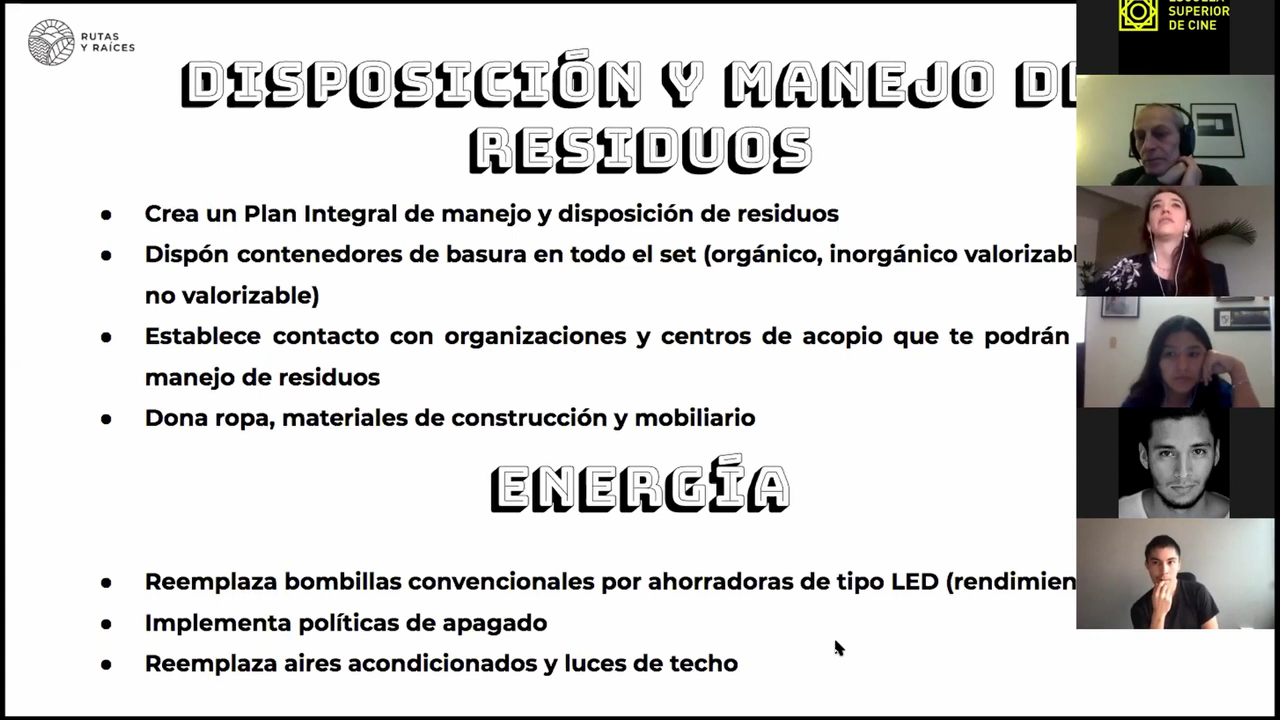 RUTAS
Y RAÍCES
SUPERIOR
DE CINE
DISPOSICIÓN Y MANEJO
RESIDUOS
● Crea un Plan Integral de manejo y disposición de residuos
● Dispón contenedores de basura en todo el set (orgánico, inorgánico
no valorizable)
● Establece contacto con organizaciones y centros de acopio que te podrán
manejo de residuos
● Dona ropa, materiales de construcción y mobiliario
ENERGÍA
● Reemplaza bombillas convencionales por ahorradoras de tipo LED
● Implementa políticas de apagado
● Reemplaza aires acondicionados y luces de techo